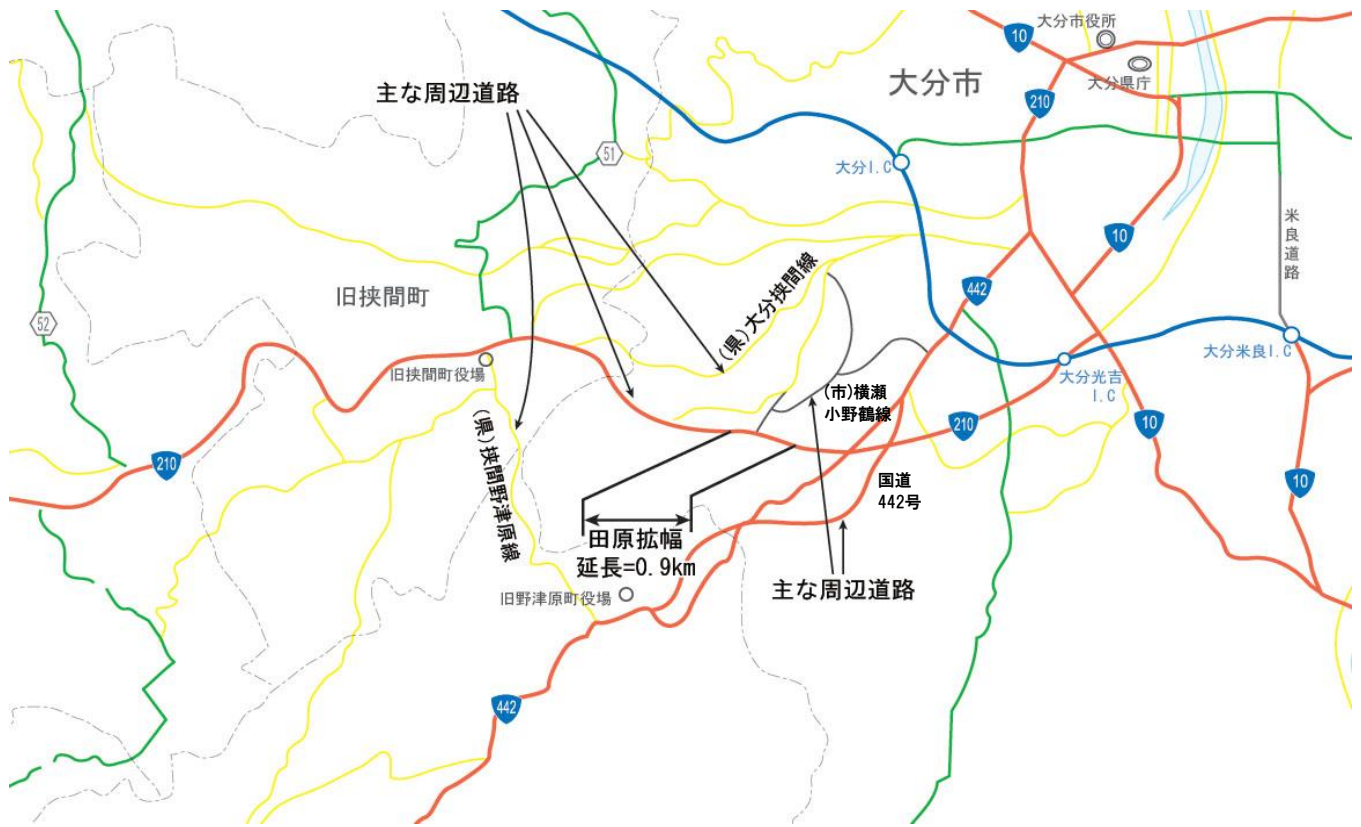 大分市役所
10
大分市
大分県庁
主な周辺道路
210
51
大分I.C
米良道路
10
(県)大分挟間線
旧挟間町
442
52
大分米良I.C
旧挟間町役場
大分光吉
I.C
(市)横瀬
小野鶴線
(県)挟間野津原線
210
10
210
国道
442号
10
田原拡幅
延長=0.9km
主な周辺道路
旧野津原町役場
442